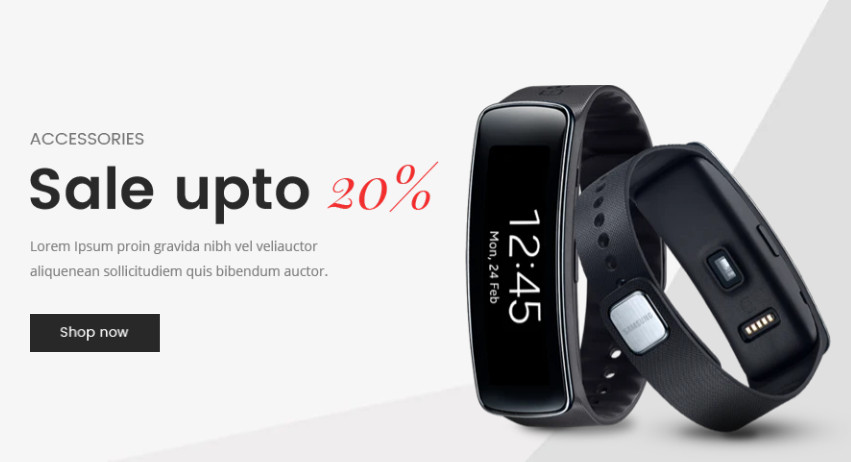 ACCESSORIES
Sale upto 20%
Lorem Ipsum proin gravida nibh vel veliauctor
aliquenean sollicitudiem quis bibendum auctor.
Shop now
12:45
Mon, 24 Feb
SAMSUNG